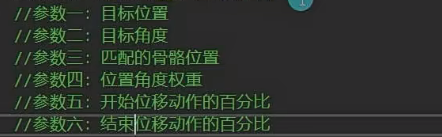 //参数一：目标位置
//参数二：目标角度
//参数三：匹配的骨骼位置
//参数四：位置角度权重
//参数五：开始位移动作的百分比
//参数六：结束位移动作的百分比